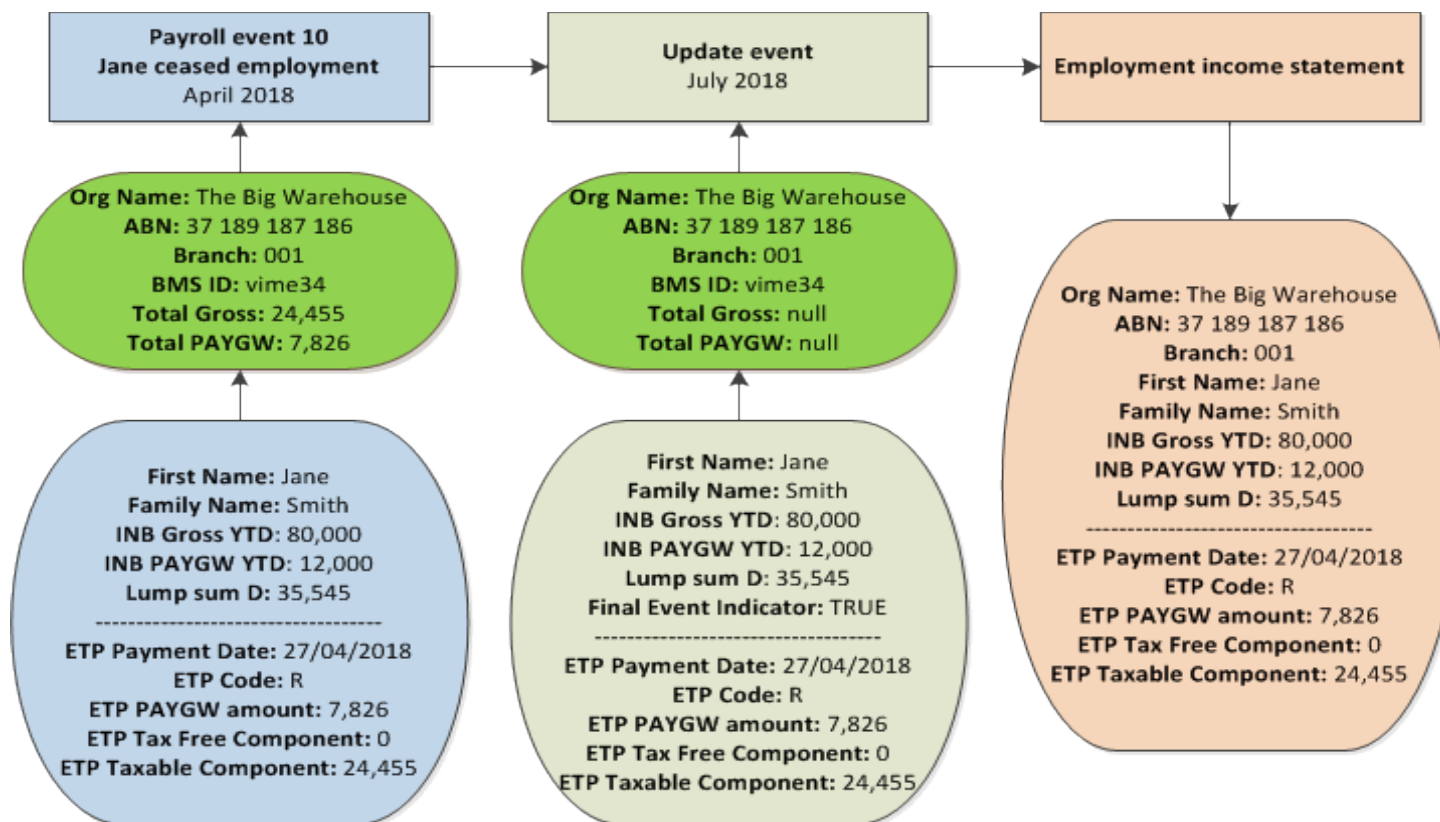 Payroll event 10
Jane ceased employment
April 2018
Update event
July 2018
Employment income statement
Org Name: The Big Warehouse
ABN: 37 189 187 186
Branch: 001
BMS ID: vime34
Total Gross: 24,455
Total PAYGW: 7,826
Org Name: The Big Warehouse
ABN: 37 189 187 186
Branch: 001
BMS ID: vime34
Total Gross: null
Total PAYGW: null
First Name: Jane
Family Name: Smith
INB Gross YTD: 80,000
INB PAYGW YTD: 12,000
Lump sum D: 35,545
-----------------------------------
ETP Payment Date: 27/04/2018
ETP Code: R
ETP PAYGW amount: 7,826
ETP Tax Free Component: 0
ETP Taxable Component: 24,455
First Name: Jane
Family Name: Smith
INB Gross YTD: 80,000
INB PAYGW YTD: 12,000
Lump sum D: 35,545
Final Event Indicator: TRUE
-----------------------------------
ETP Payment Date: 27/04/2018
ETP Code: R
ETP PAYGW amount: 7,826
ETP Tax Free Component: 0
ETP Taxable Component: 24,455
Org Name: The Big Warehouse
ABN: 37 189 187 186
Branch: 001
First Name: Jane
Family Name: Smith
INB Gross YTD: 80,000
INB PAYGW YTD: 12,000
Lump sum D: 35,545
-----------------------------------
ETP Payment Date: 27/04/2018
ETP Code: R
ETP PAYGW amount: 7,826
ETP Tax Free Component: 0
ETP Taxable Component: 24,455